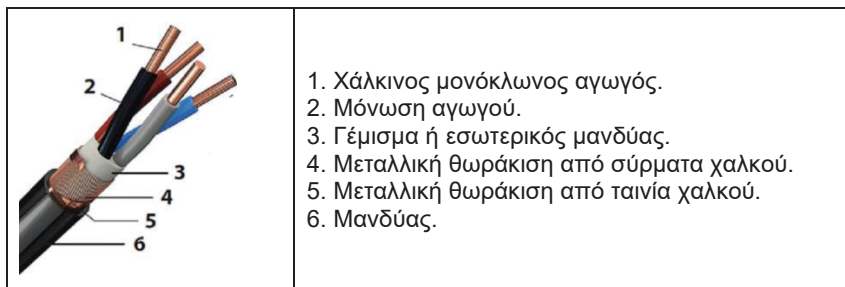 1
2
3
4
5
6
1. Χάλκινος μονόκλωνος αγωγός.
2. Μόνωση αγωγού.
3. Γέμισμα ή εσωτερικός μανδύας.
4. Μεταλλική θωράκιση από σύρματα χαλκού.
5. Μεταλλική θωράκιση από ταινία χαλκού.
6. Μανδύας.